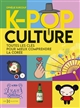 K-POP
CULTURE
TOUTES LES CLÉS
POUR MIEUX COMPRENDRE
LA CORÉE